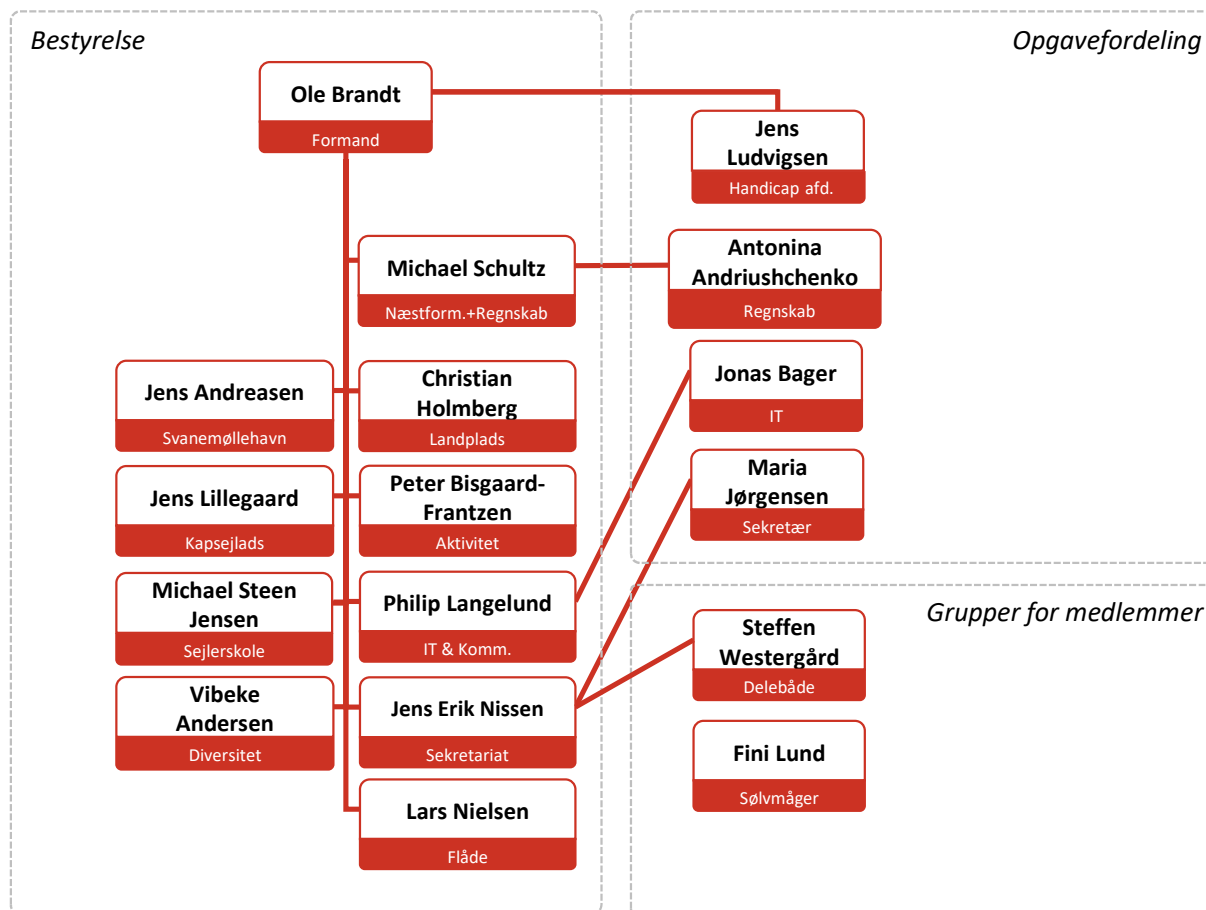 Bestyrelse
Opgavefordeling
Ole Brandt
Formand
Jens
Ludvigsen
Handicap afd.
Michael Schultz
Næstform.+Regnskab
Antonina
Andriushchenko
Regnskab
Jens Andreasen
Svanemøllehavn
Christian
Holmberg
Landplads
Jonas Bager
IT
Jens Lillegaard
Kapsejlads
Peter Bisgaard-
Frantzen
Aktivitet
Maria
Jørgensen
Sekretær
Michael Steen
Jensen
Sejlerskole
Philip Langelund
IT & Komm.
Grupper for medlemmer
Steffen
Westergård
Delebåde
Vibeke
Andersen
Diversitet
Jens Erik Nissen
Sekretariat
Fini Lund
Sølvmåger
Lars Nielsen
Flåde